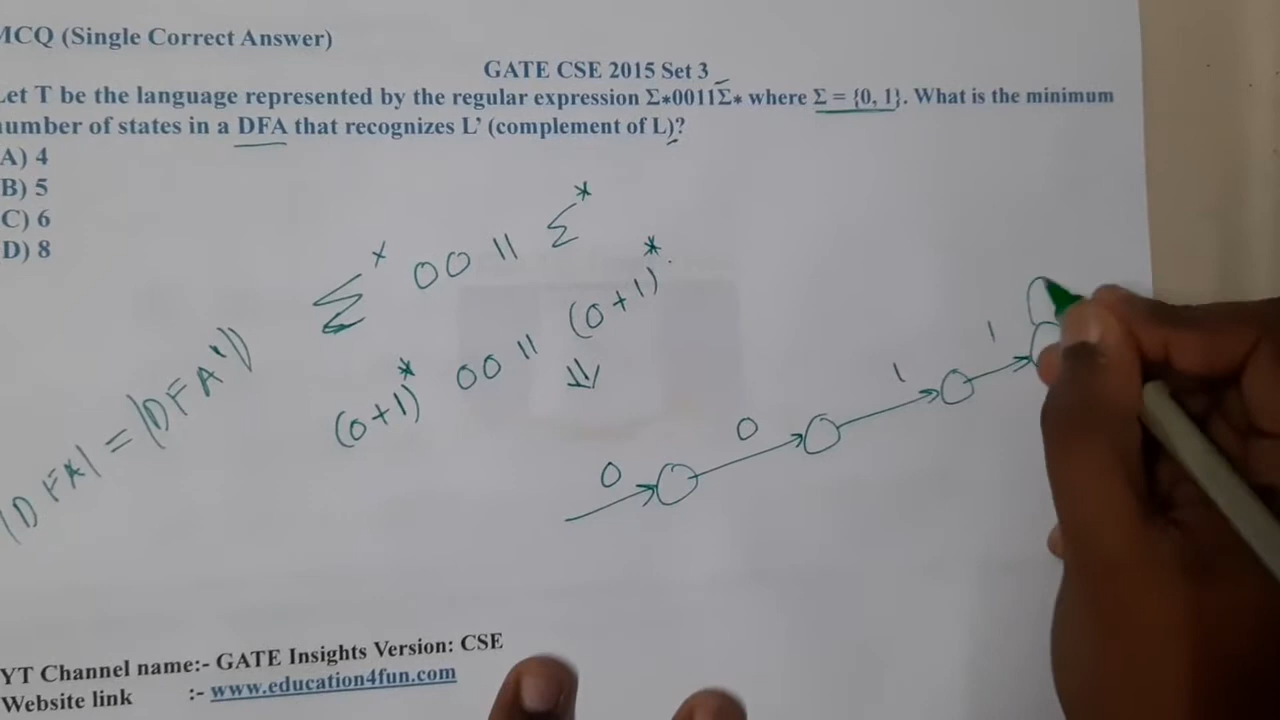 MCQ (Single Correct Answer)
GATE CSE 2015 Set 3
Let T be the language represented by the regular expression Σ*0011Σ* where Σ = {0, 1}. What is the minimum
number of states in a DFA that recognizes L’ (complement of L)?
A) 4
B) 5
C) 6
D) 8
Σ* 0011 Σ*
(0+1)* 0011 (0+1)*
|DFA| = |DFA'|
0 0 1 1
YT Channel name:- GATE Insights Version: CSE
Website link :- www.education4fun.com